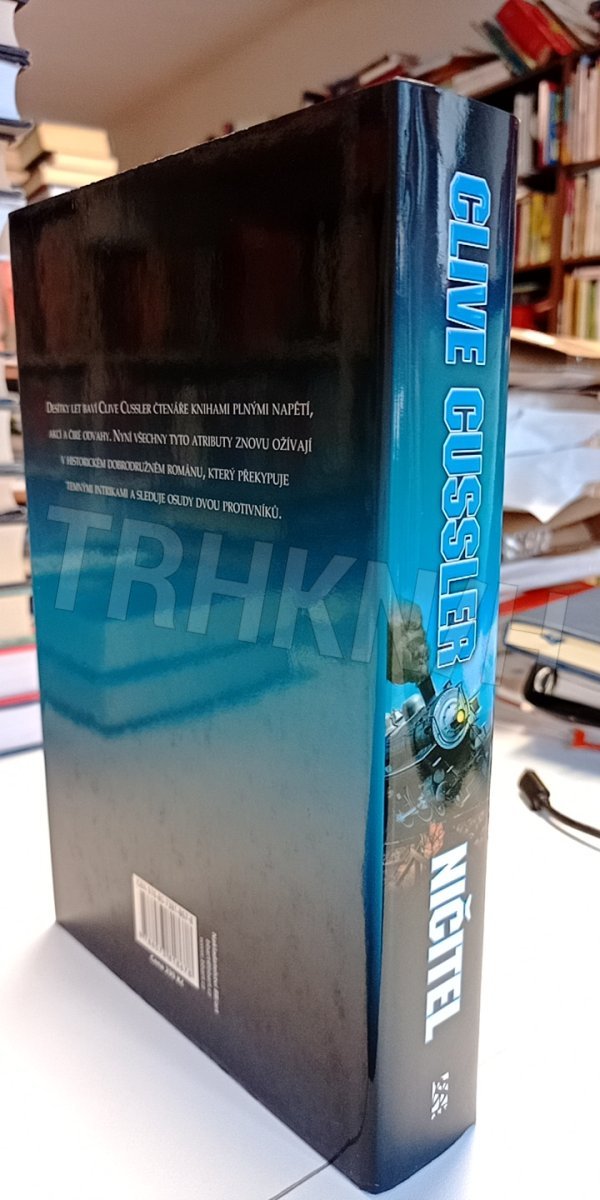 Desítky let baví Clive Cussler čtenáře knihami plnými napětí,
akcí a čiré odvahy. Nyní všechny tyto atributy znovu ožívají
v historickém dobrodružném románu, který překypuje
temnými intrikami a sleduje osudy dvou protivníků.
CLIVE CUSSLER
NIČITEL
TRHKNIH